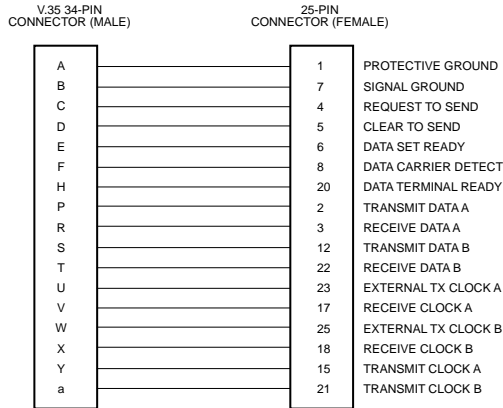 V.35 34-PIN
CONNECTOR (MALE)
25-PIN
CONNECTOR (FEMALE)
A 1 PROTECTIVE GROUND
B 7 SIGNAL GROUND
C 4 REQUEST TO SEND
D 5 CLEAR TO SEND
E 6 DATA SET READY
F 8 DATA CARRIER DETECT
H 20 DATA TERMINAL READY
P 2 TRANSMIT DATA A
R 3 RECEIVE DATA A
S 12 TRANSMIT DATA B
T 22 RECEIVE DATA B
U 23 EXTERNAL TX CLOCK A
V 17 RECEIVE CLOCK A
W 25 EXTERNAL TX CLOCK B
X 18 RECEIVE CLOCK B
Y 15 TRANSMIT CLOCK A
a 21 TRANSMIT CLOCK B